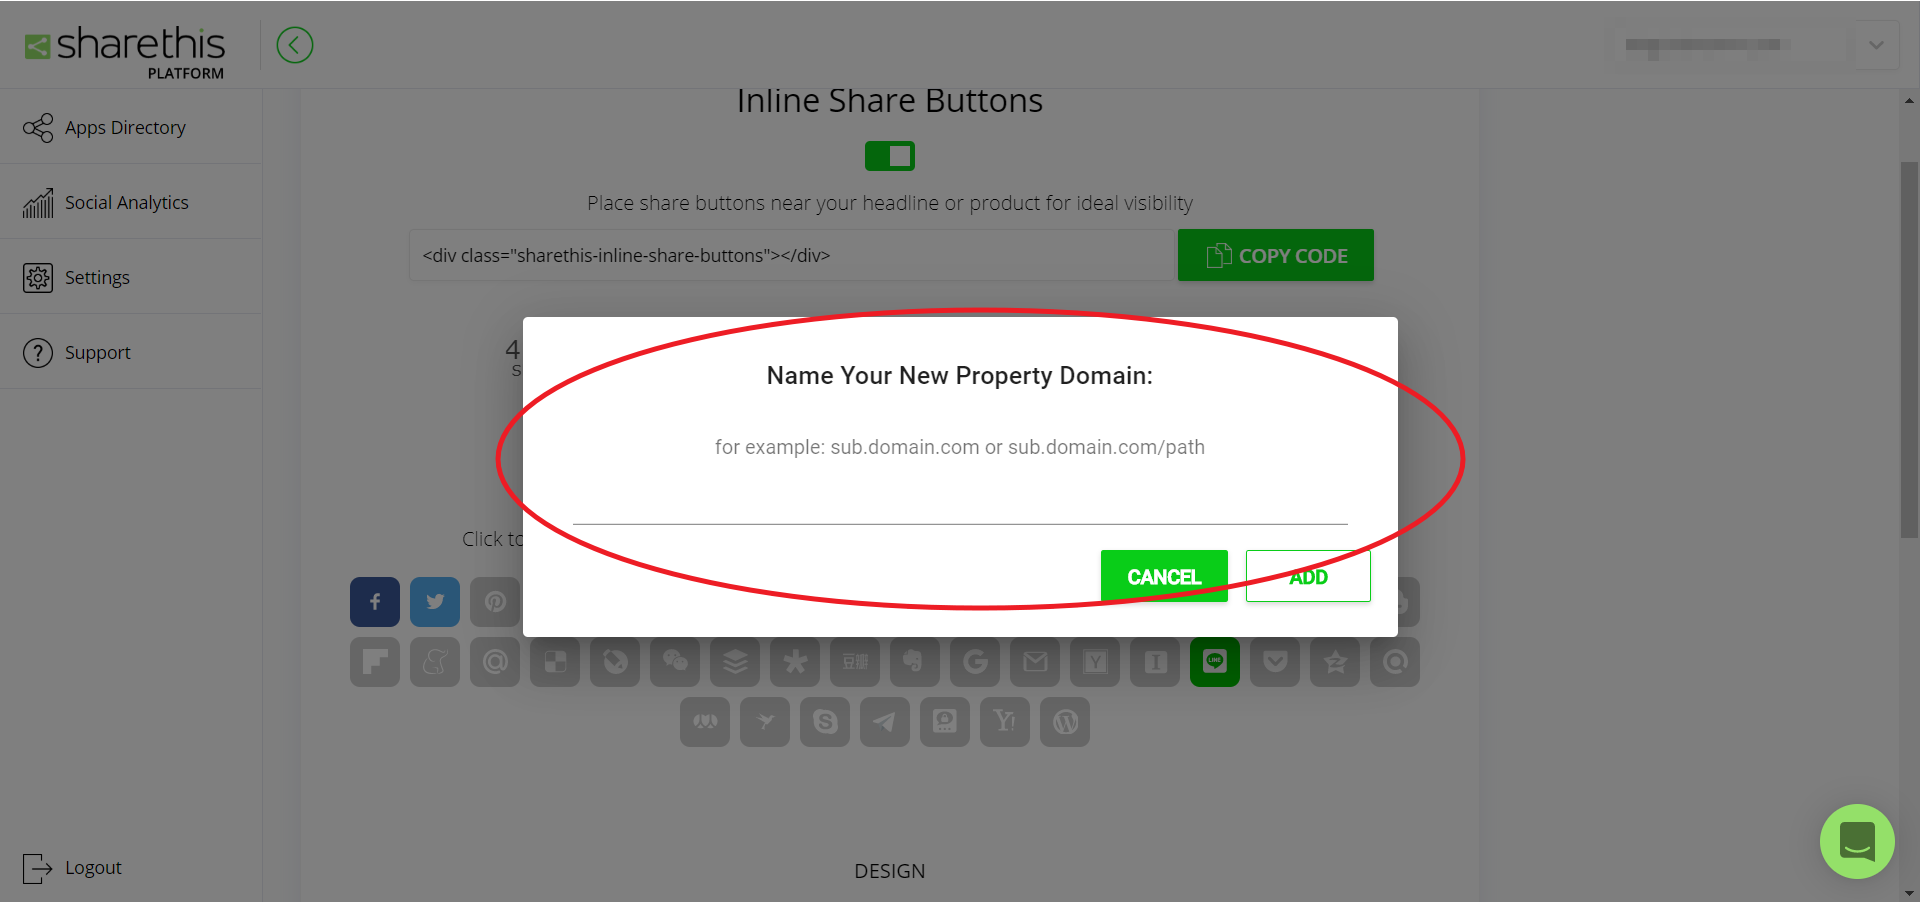 sharethis
PLATFORM
Apps Directory
Social Analytics
Settings
Support
Logout
Inline Share Buttons
Place share buttons near your headline or product for ideal visibility
<div class="sharethis-inline-share-buttons"></div>
COPY CODE
4
S
Click to
Name Your New Property Domain:
for example: sub.domain.com or sub.domain.com/path
CANCEL
ADD
LINE
DESIGN